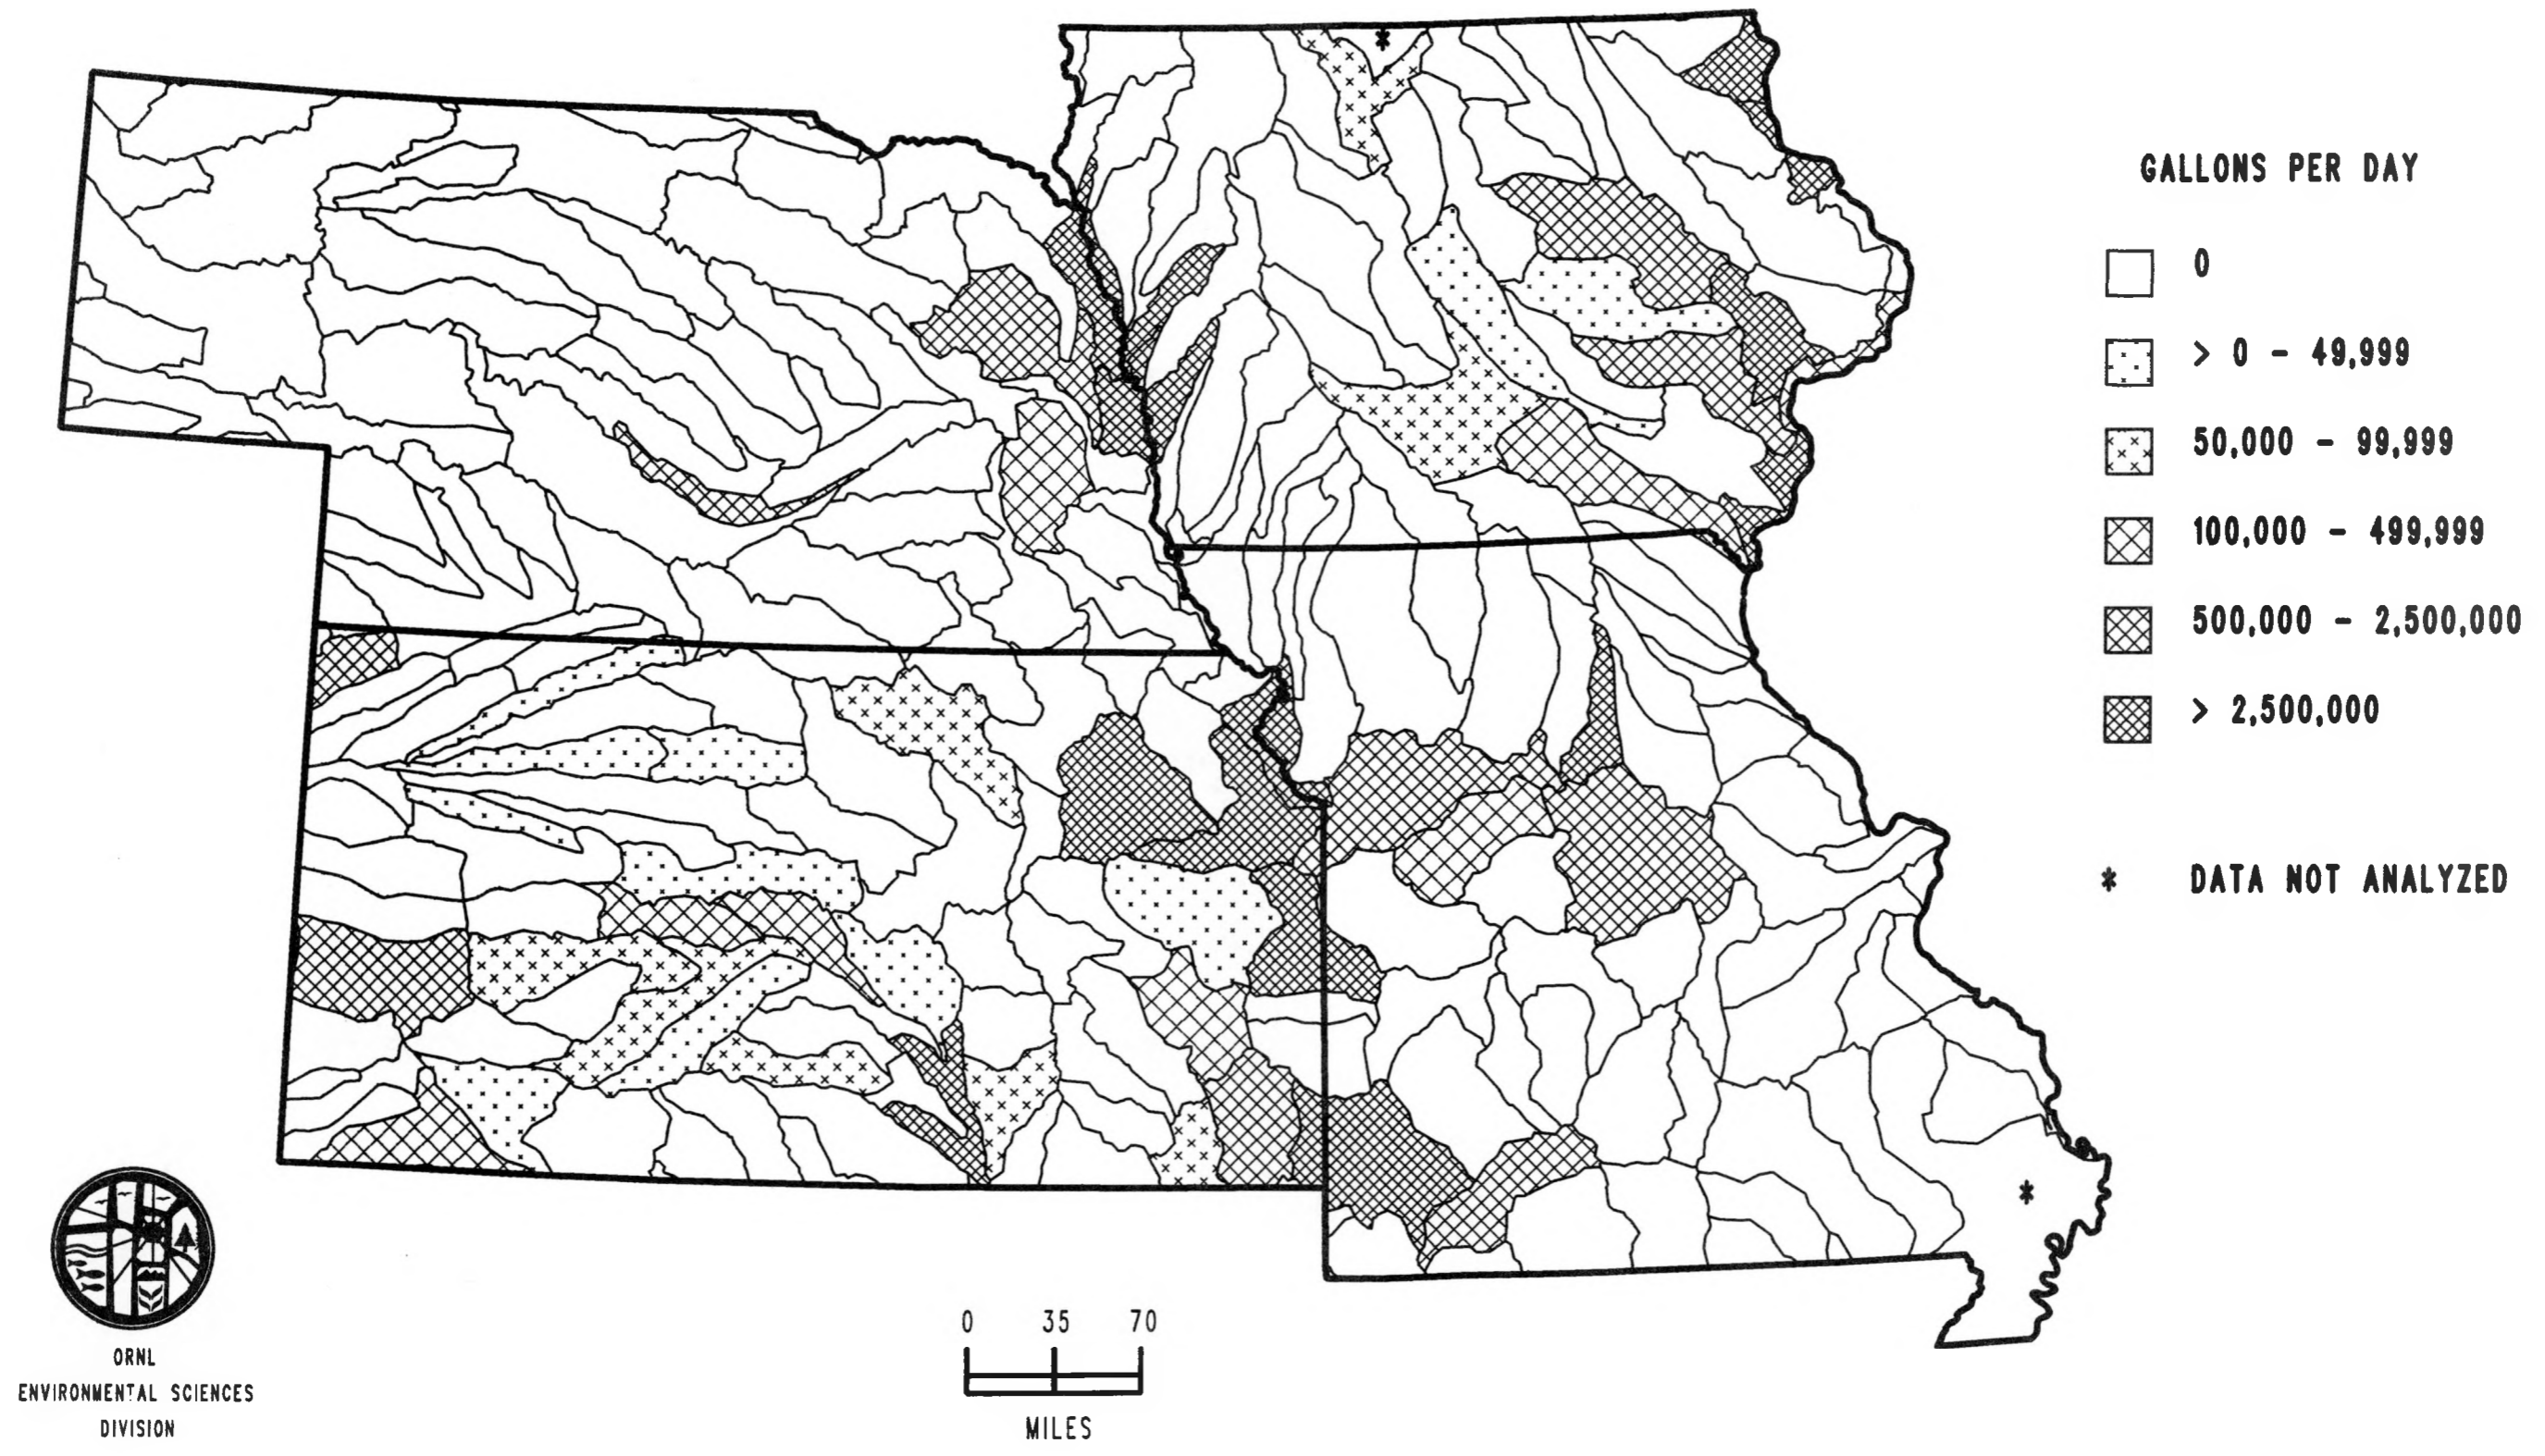 *
GALLONS PER DAY
0
> 0 - 49,999
50,000 - 99,999
100,000 - 499,999
500,000 - 2,500,000
> 2,500,000
* DATA NOT ANALYZED
*
0 35 70
MILES
ORNL
ENVIRONMENTAL SCIENCES
DIVISION